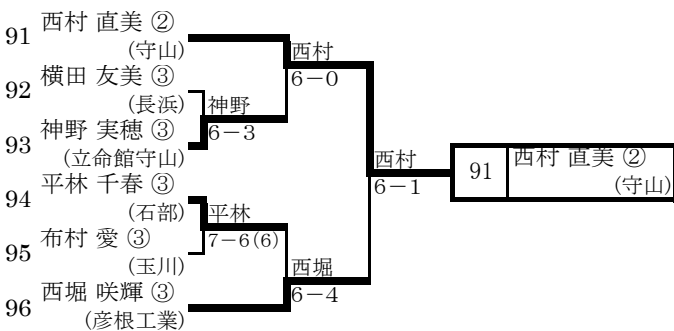 91 西村 直美 ②
(守山)
西村
6－0
92 横田 友美 ③
(長浜)
神野
6－3
93 神野 実穂 ③
(立命館守山)
西村
6－1
91 西村 直美 ②
(守山)
94 平林 千春 ③
(石部)
平林
7－6(6)
95 布村 愛 ③
(玉川)
西堀
6－4
96 西堀 咲輝 ③
(彦根工業)